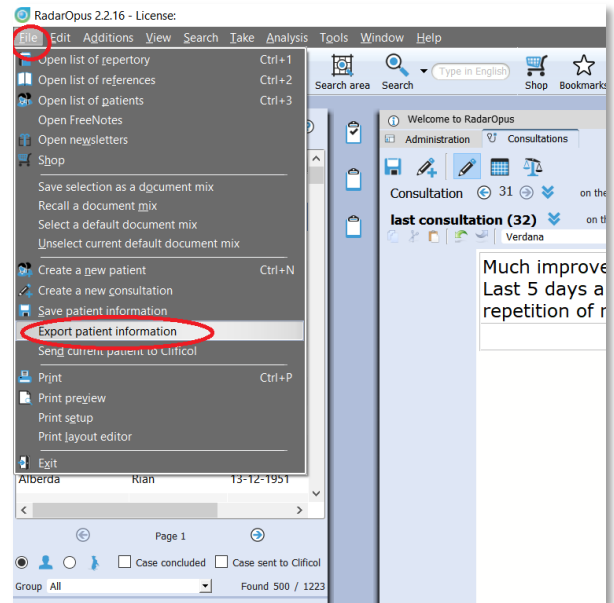 RadarOpus 2.2.16 - License:
File Edit Additions View Search Take Analysis Tools Window Help
Open list of repertory Ctrl+1
Open list of references Ctrl+2
Open list of patients Ctrl+3
Open FreeNotes
Open newsletters
Shop
Save selection as a document mix
Recall a document mix
Select a default document mix
Unselect current default document mix
Create a new patient Ctrl+N
Create a new consultation
Save patient information
Export patient information
Send current patient to Clificol
Print Ctrl+P
Print preview
Print setup
Print layout editor
Exit
Alberda Rian 13-12-1951
Page 1
Case concluded Case sent to Clificol
Group All Found 500 / 1223
Search area Search Type in English Shop Bookmarks
Welcome to RadarOpus
Administration Consultations
Consultation 31 on the
last consultation (32) on th
Verdana
Much improve
Last 5 days a
repetition of r